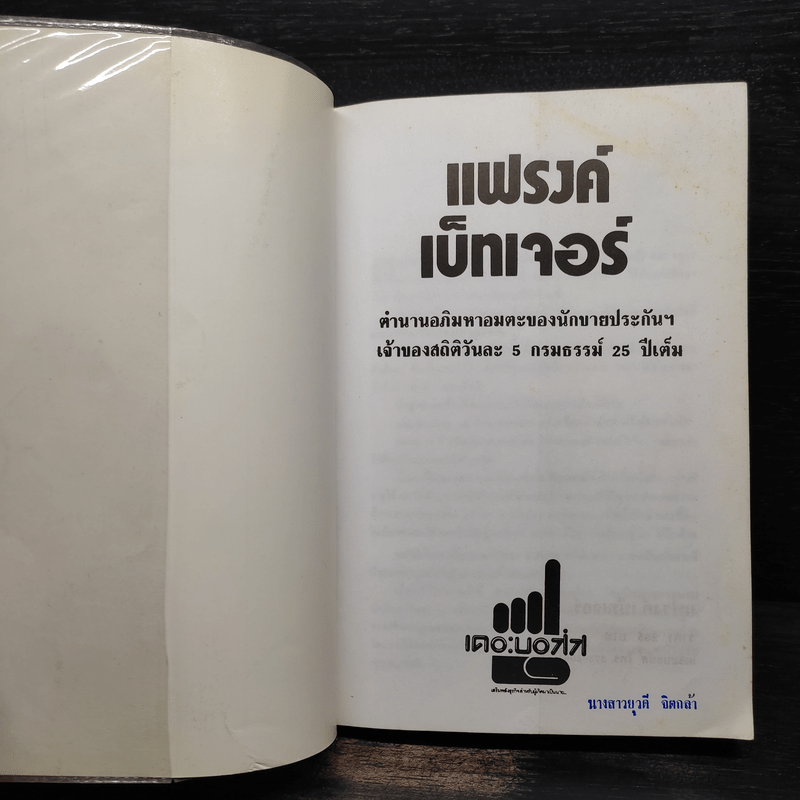 แฟรงค์
เบ็ทเจอร์
ตำนานอภิมหาอมตะของนักขายประกันฯ
เจ้าของสถิติวันละ 5 กรมธรรม์ 25 ปีเต็ม
เดอะบอสส์
นางสาวยุวดี จิตกล้า